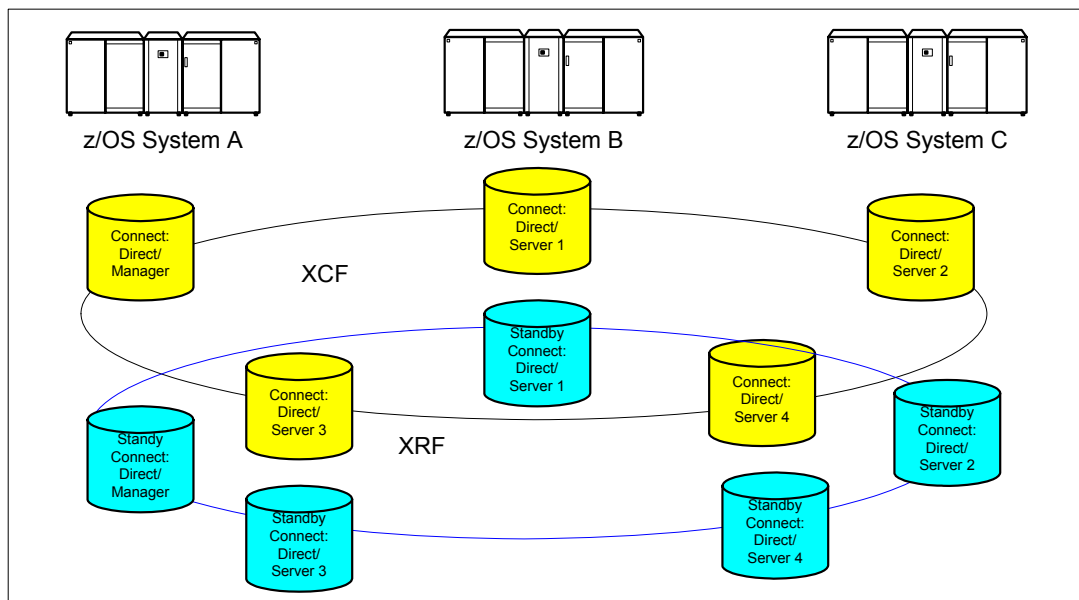 z/OS System A
z/OS System B
z/OS System C
Connect:
Direct/
Manager
Connect:
Direct/
Server 1
Connect:
Direct/
Server 2
XCF
Standby
Connect:
Direct/
Server 1
Connect:
Direct/
Server 3
Connect:
Direct/
Server 4
XRF
Standy
Connect:
Direct/
Manager
Standby
Connect:
Direct/
Server 2
Standby
Connect:
Direct/
Server 3
Standby
Connect:
Direct/
Server 4